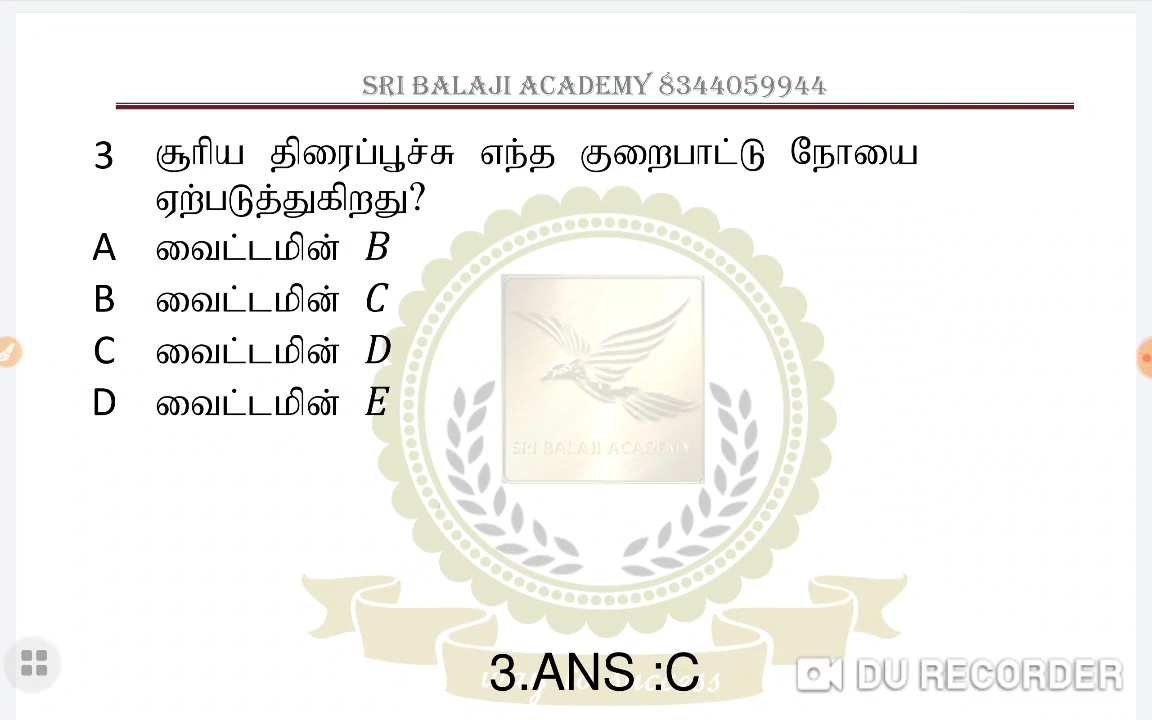 SRI BALAJI ACADEMY 8344059944
3 சூரிய திரைப்பூச்சு எந்த குறைபாட்டு நோயை
ஏற்படுத்துகிறது?
A வைட்டமின் B
B வைட்டமின் C
C வைட்டமின் D
D வைட்டமின் E
SRI BALAJI ACADEMY
3.ANS :C
DU RECORDER